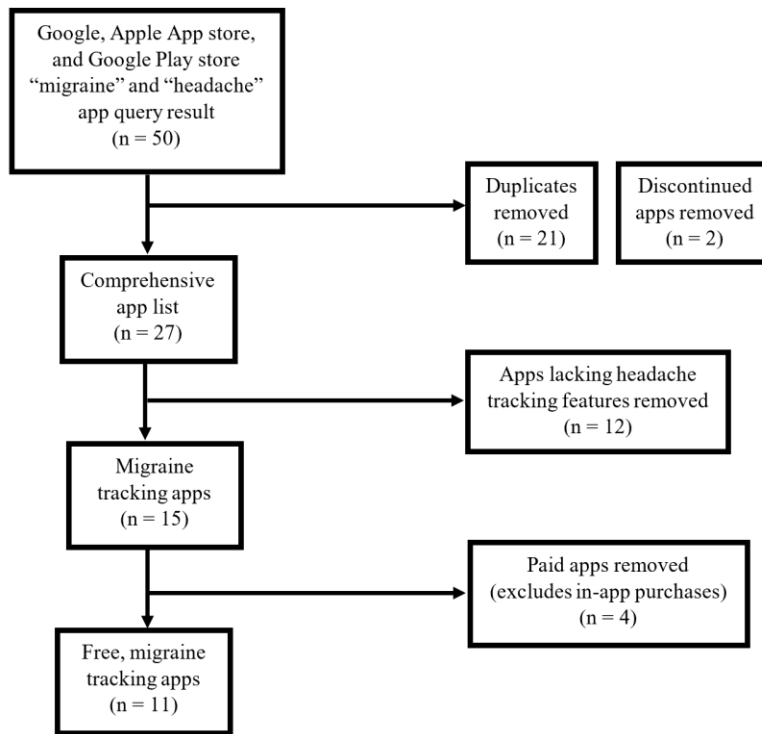 Google, Apple App store,
and Google Play store
“migraine” and “headache”
app query result
(n = 50)
Duplicates
removed
(n = 21)
Discontinued
apps removed
(n = 2)
Comprehensive
app list
(n = 27)
Apps lacking headache
tracking features removed
(n = 12)
Migraine
tracking apps
(n = 15)
Paid apps removed
(excludes in-app purchases)
(n = 4)
Free, migraine
tracking apps
(n = 11)